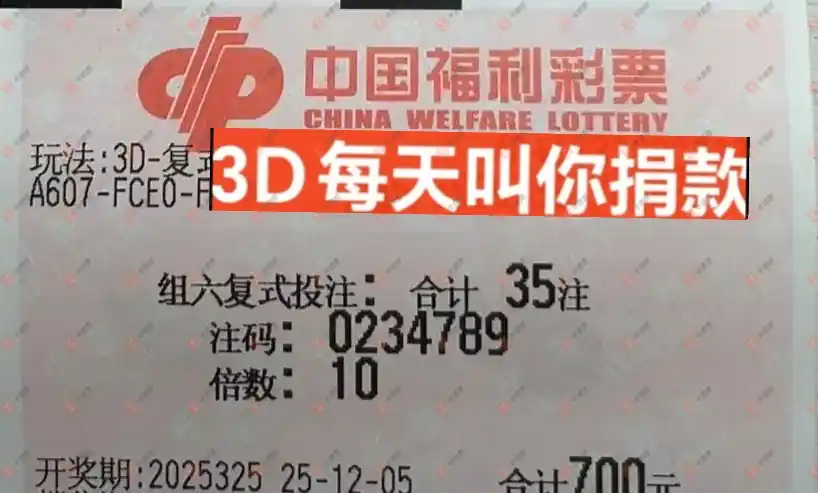 中国福利彩票
CHINA WELFARE LOTTERY
玩法:3D-复式
3D每天叫你捐款
A607-FCE0-F
组六复式投注: 合计 35注
注码: 0234789
倍数: 10
开奖期:2025325 25-12-05 合计700元